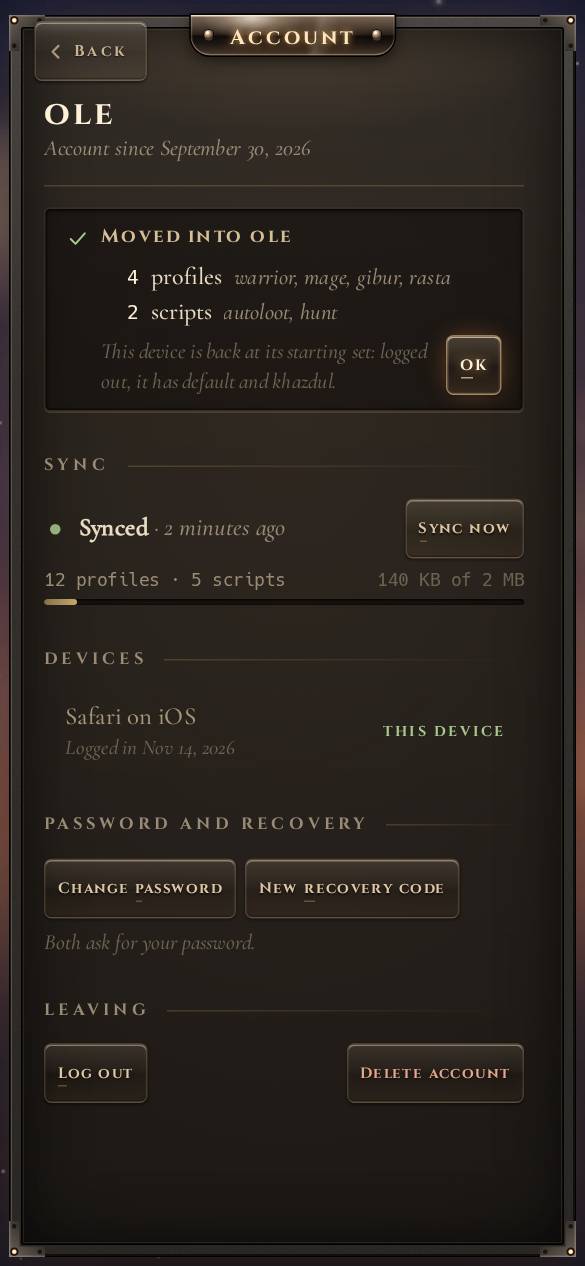 Account
Back
OLE
Account since September 30, 2026
Moved into OLE
4 profiles warrior, mage, gibur, rasta
2 scripts autoloot, hunt
This device is back at its starting set: logged
out, it has default and khazdul.
OK
SYNC
Synced · 2 minutes ago
Sync now
12 profiles · 5 scripts 140 KB of 2 MB
DEVICES
Safari on iOS
Logged in Nov 14, 2026
THIS DEVICE
PASSWORD AND RECOVERY
Change password New recovery code
Both ask for your password.
LEAVING
Log out Delete account